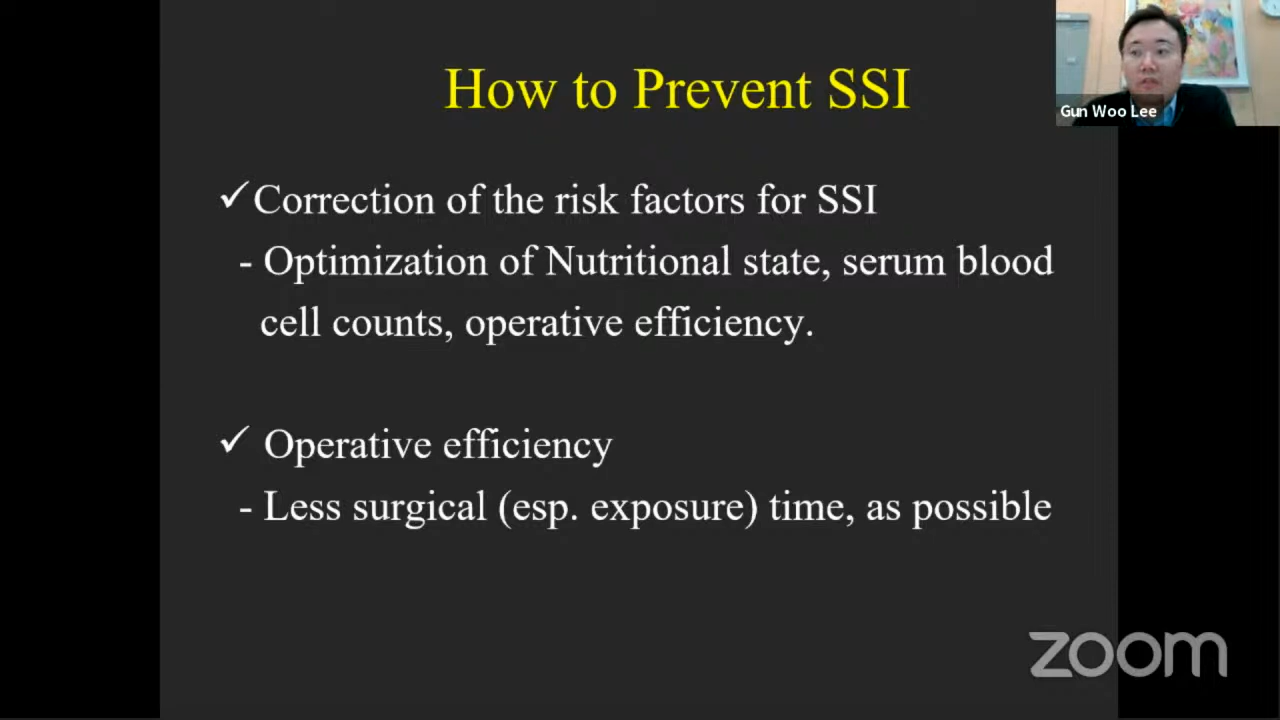 How to Prevent SSI
Gun Woo Lee
✓Correction of the risk factors for SSI
- Optimization of Nutritional state, serum blood
cell counts, operative efficiency.
✓ Operative efficiency
- Less surgical (esp. exposure) time, as possible
zoom